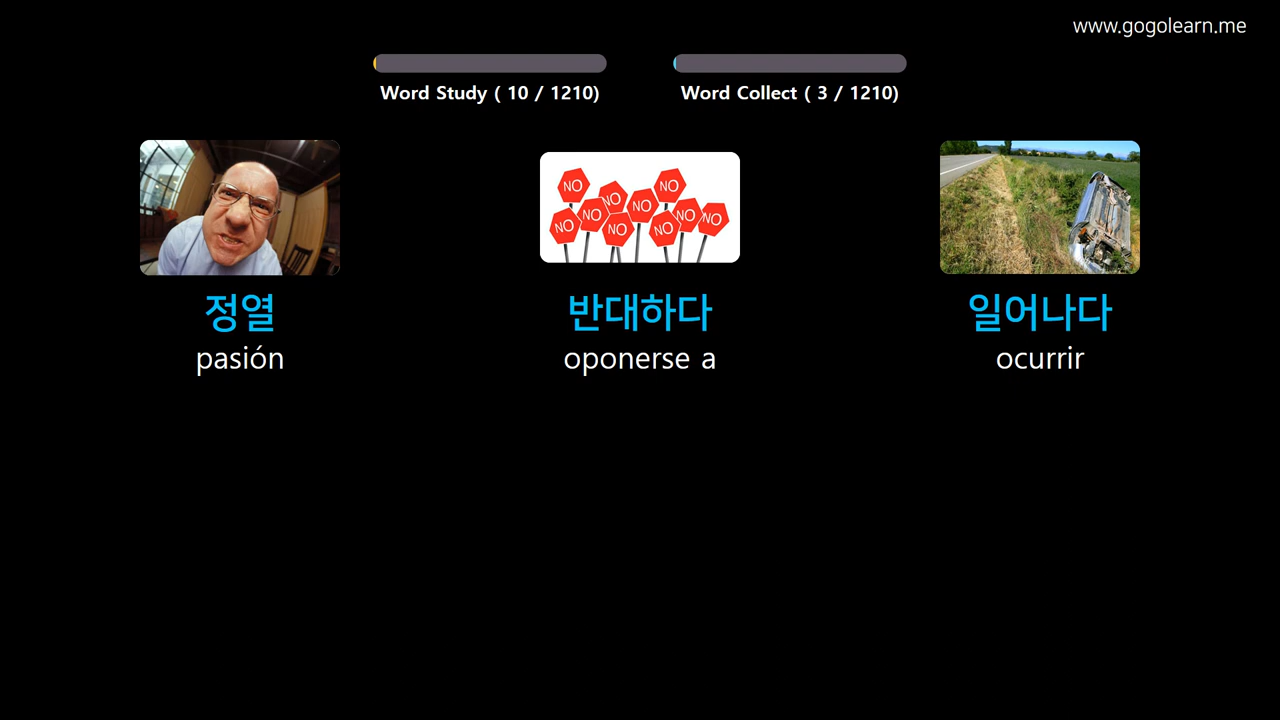 www.gogolearn.me
Word Study ( 10 / 1210)
Word Collect ( 3 / 1210)
NO
NO
NO
NO
NO
NO
NO
NO
NO
NO
정열
pasión
반대하다
oponerse a
일어나다
ocurrir